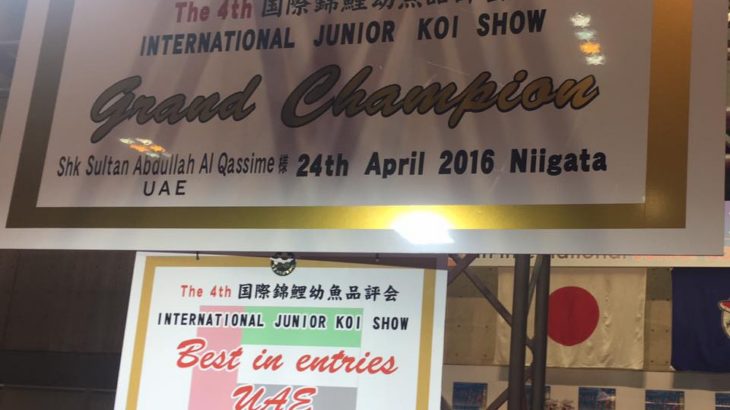 The 4th 国際錦鯉幼魚品評会
INTERNATIONAL JUNIOR KOI SHOW
Grand Champion
Shk Sultan Abdullah Al Qassime 様 24th April 2016 Niigata
UAE
The 4th 国際錦鯉幼魚品評会
INTERNATIONAL JUNIOR KOI SHOW
Best in entries
UAE